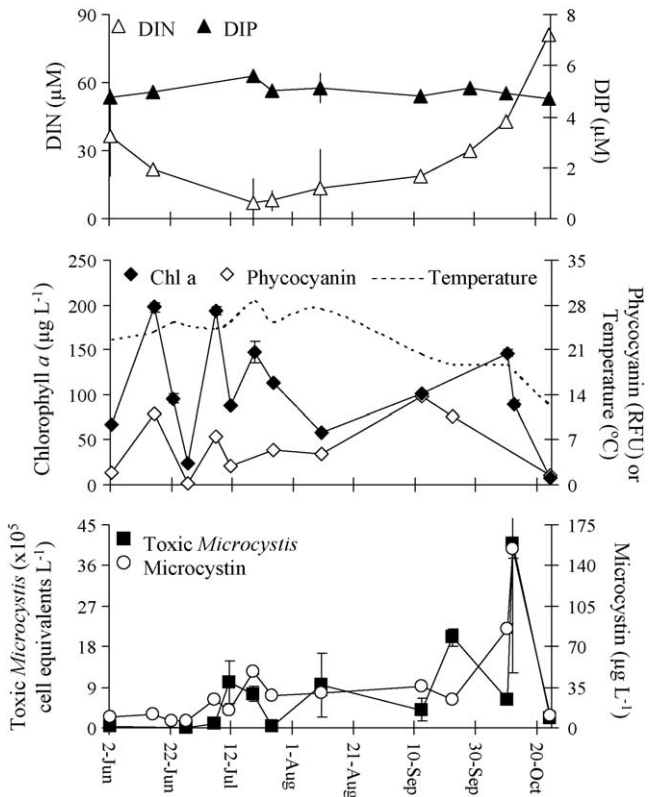 90
60
30
0
DIN
(µM)
△ DIN ▲ DIP
8
6
4
2
0
DIP
(µM)
250
200
150
100
50
0
Chlorophyll a (µg L-1)
Chl a Phycocyanin Temperature
35
28
21
14
7
0
Phycocyanin (RFU) or
Temperature (°C)
45
36
27
18
9
0
Toxic Microcystis (x10⁵
cell equivalents L-1)
Toxic Microcystis
Microcystin
175
140
105
70
35
0
Microcystin (µg L-1)
2-Jun
22-Jun
12-Jul
1-Aug
21-Aug
10-Sep
30-Sep
20-Oct